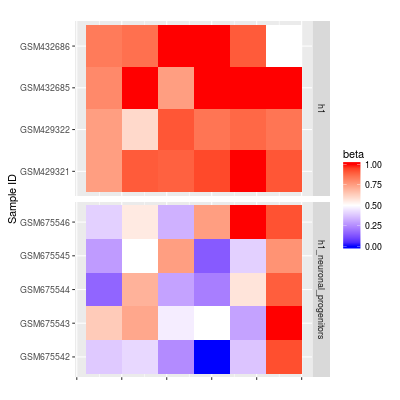 GSM432686
GSM432685
GSM429322
GSM429321
GSM675546
GSM675545
GSM675544
GSM675543
GSM675542
Sample ID
h1
h1_neuronal_progenitors
beta
1.00
0.75
0.50
0.25
0.00